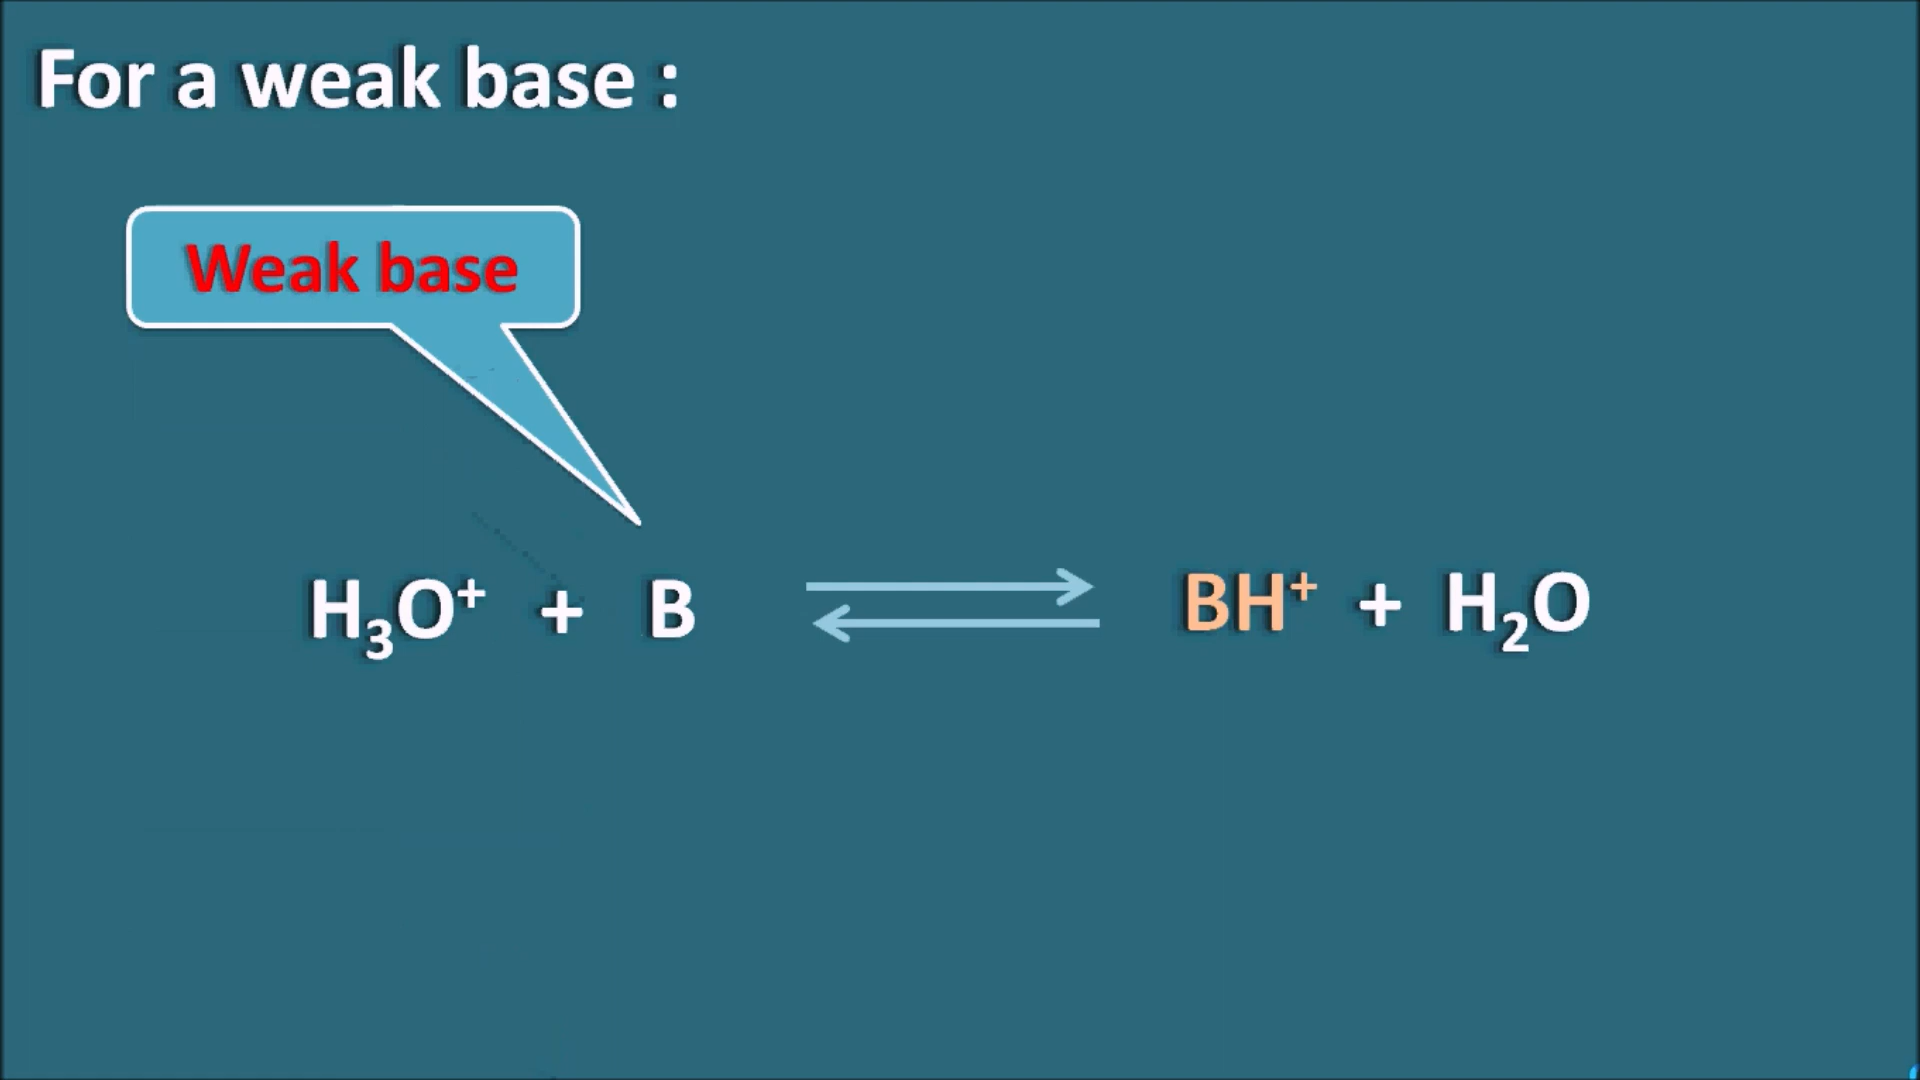 For a weak base :
Weak base
H₃O⁺ + B ⇌ BH⁺ + H₂O